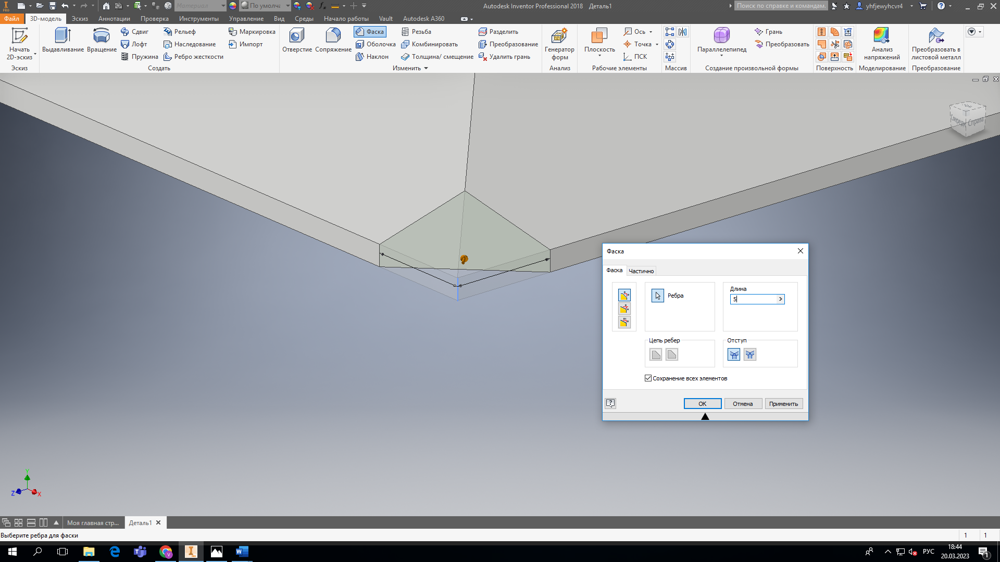 Материал
По умолча
Autodesk Inventor Professional 2018 Деталь1
Поиск по справке и командам.
yhfjewyhcvr4
PRO
Файл 3D-модель Эскиз Аннотации Проверка Инструменты Управление Вид Среды Начало работы Vault Autodesk A360
Начать
2D-эскиз
Эскиз
Выдавливание
Вращение
Сдвиг
Лофт
Пружина
Рельеф
Наследование
Ребро жесткости
Маркировка
Импорт
Создать
Отверстие
Сопряжение
Фаска
Оболочка
Наклон
Резьба
Комбинировать
Толщина/ смещение
Разделить
Преобразование
Удалить грань
Изменить
Генератор
форм
Анализ
Плоскость
Ось
Точка
ПСК
Рабочие элементы
Массив
Параллелепипед
Грань
Преобразовать
Создание произвольной формы
Поверхность
Анализ
напряжений
Моделирование
Преобразовать в
листовой металл
Преобразование
Спереди
Справа
Фаска
Фаска
Частично
Ребра
Длина
5
Цепь ребер
Отступ
Сохранение всех элементов
OK
Отмена
Применить
Y
Z
X
Моя главная стр...
Деталь1
Выберите ребра для фаски
1 1
РУС
18:44
20.03.2023
1